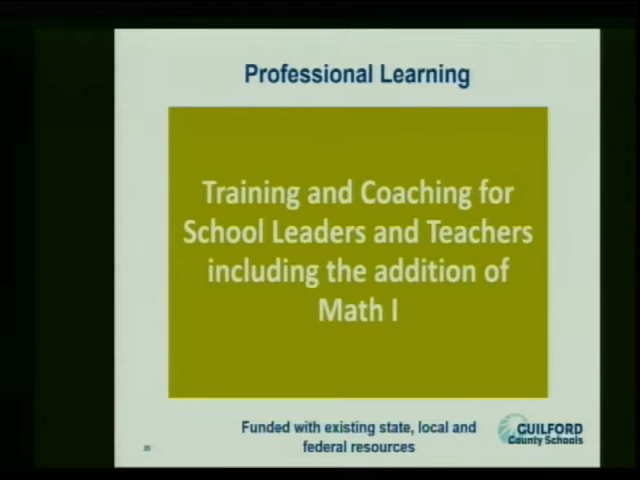 Professional Learning
Training and Coaching for
School Leaders and Teachers
including the addition of
Math I
Funded with existing state, local and
federal resources
GUILFORD
County Schools